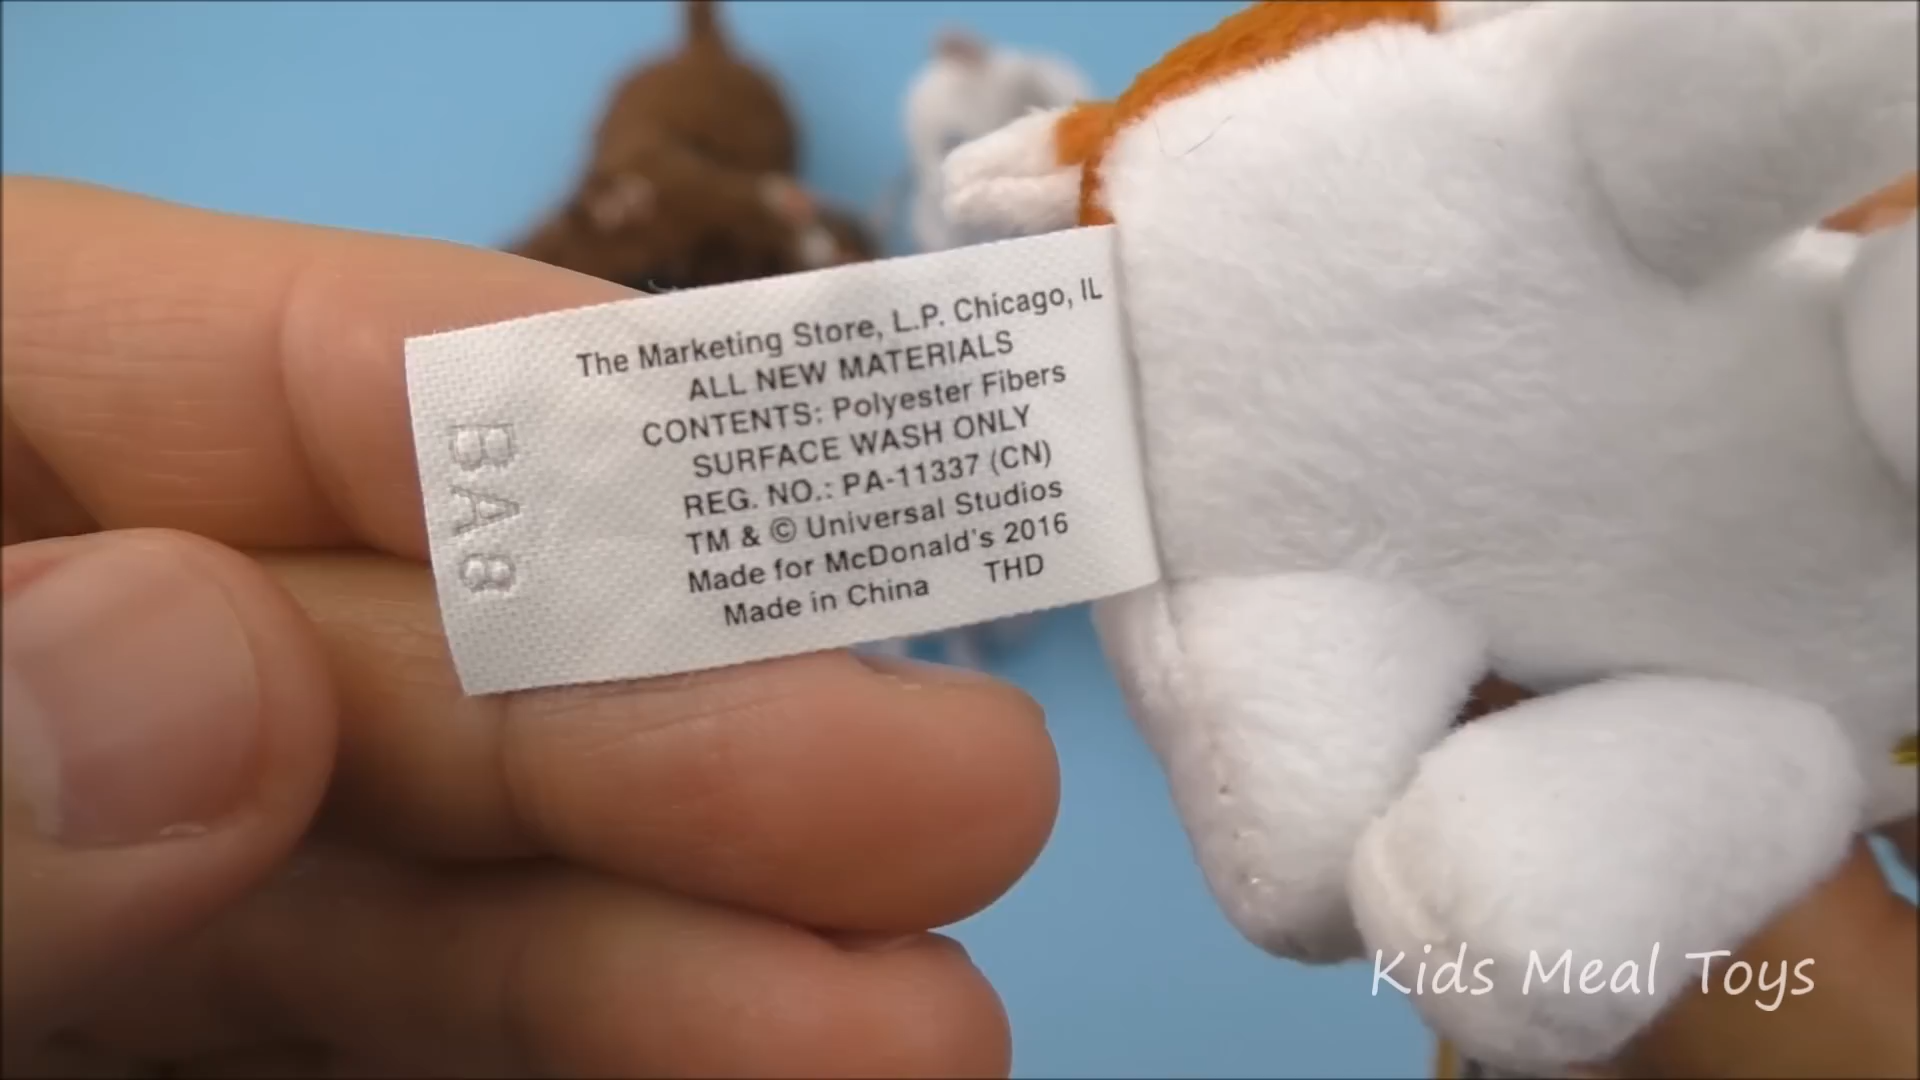 The Marketing Store, L.P. Chicago, IL
ALL NEW MATERIALS
CONTENTS: Polyester Fibers
SURFACE WASH ONLY
REG. NO.: PA-11337 (CN)
TM & © Universal Studios
Made for McDonald's 2016
Made in China THD
BA8
Kids Meal Toys